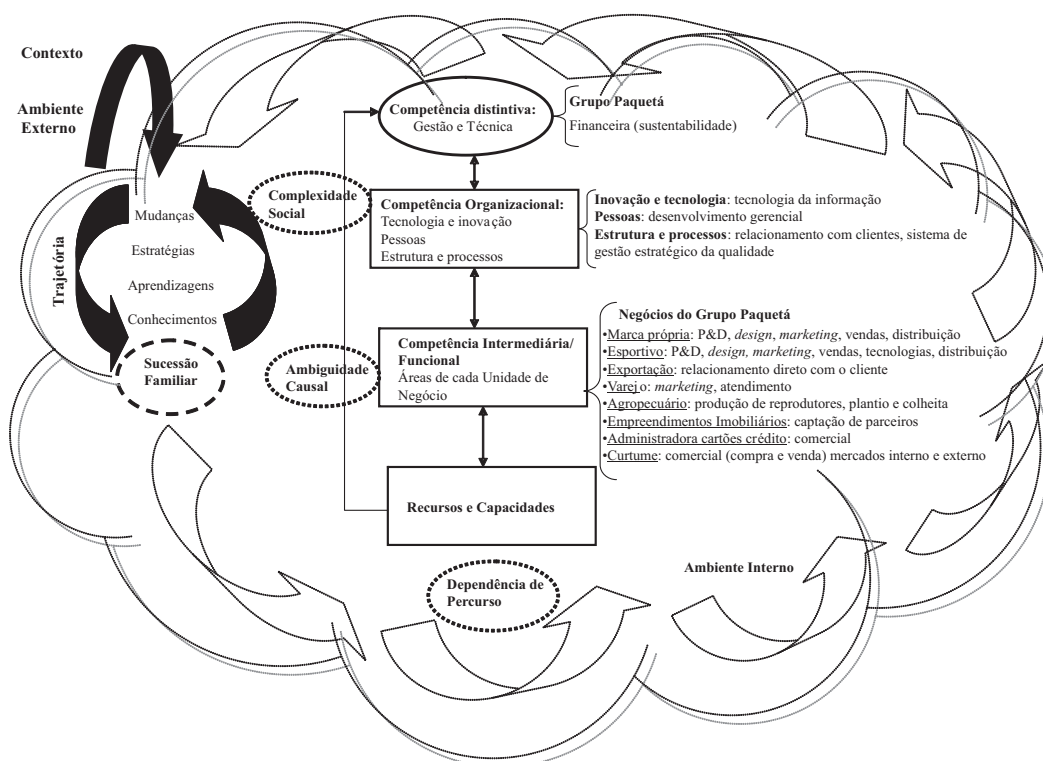 Contexto
Ambiente
Externo
Trajetória
Mudanças
Estratégias
Aprendizagens
Conhecimentos
Sucessão
Familiar
Complexidade
Social
Ambiguidade
Causal
Dependência de
Percurso
Competência distintiva:
Gestão e Técnica
Grupo Paquetá
Financeira (sustentabilidade)
Competência Organizacional:
Tecnologia e inovação
Pessoas
Estrutura e processos
Inovação e tecnologia: tecnologia da informação
Pessoas: desenvolvimento gerencial
Estrutura e processos: relacionamento com clientes, sistema de
gestão estratégico da qualidade
Competência Intermediária/
Funcional
Áreas de cada Unidade de
Negócio
Negócios do Grupo Paquetá
•Marca própria: P&D, design, marketing, vendas, distribuição
•Esportivo: P&D, design, marketing, vendas, tecnologias, distribuição
•Exportação: relacionamento direto com o cliente
•Varejo: marketing, atendimento
•Agropecuário: produção de reprodutores, plantio e colheita
•Empreendimentos Imobiliários: captação de parceiros
•Administradora cartões crédito: comercial
•Curtume: comercial (compra e venda) mercados interno e externo
Recursos e Capacidades
Ambiente Interno